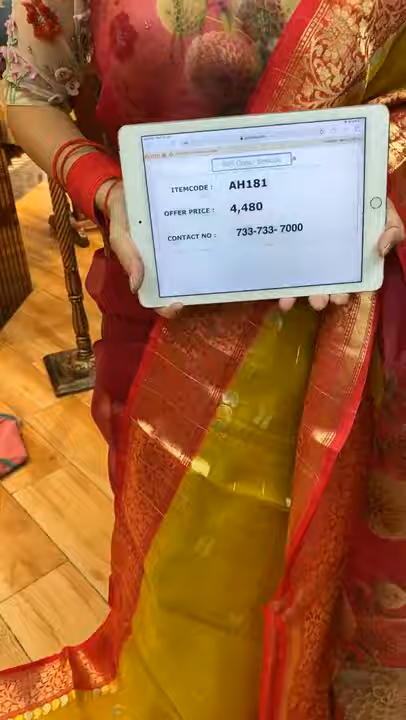 ITEMCODE : AH181
OFFER PRICE : 4,480
CONTACT NO : 733-733- 7000